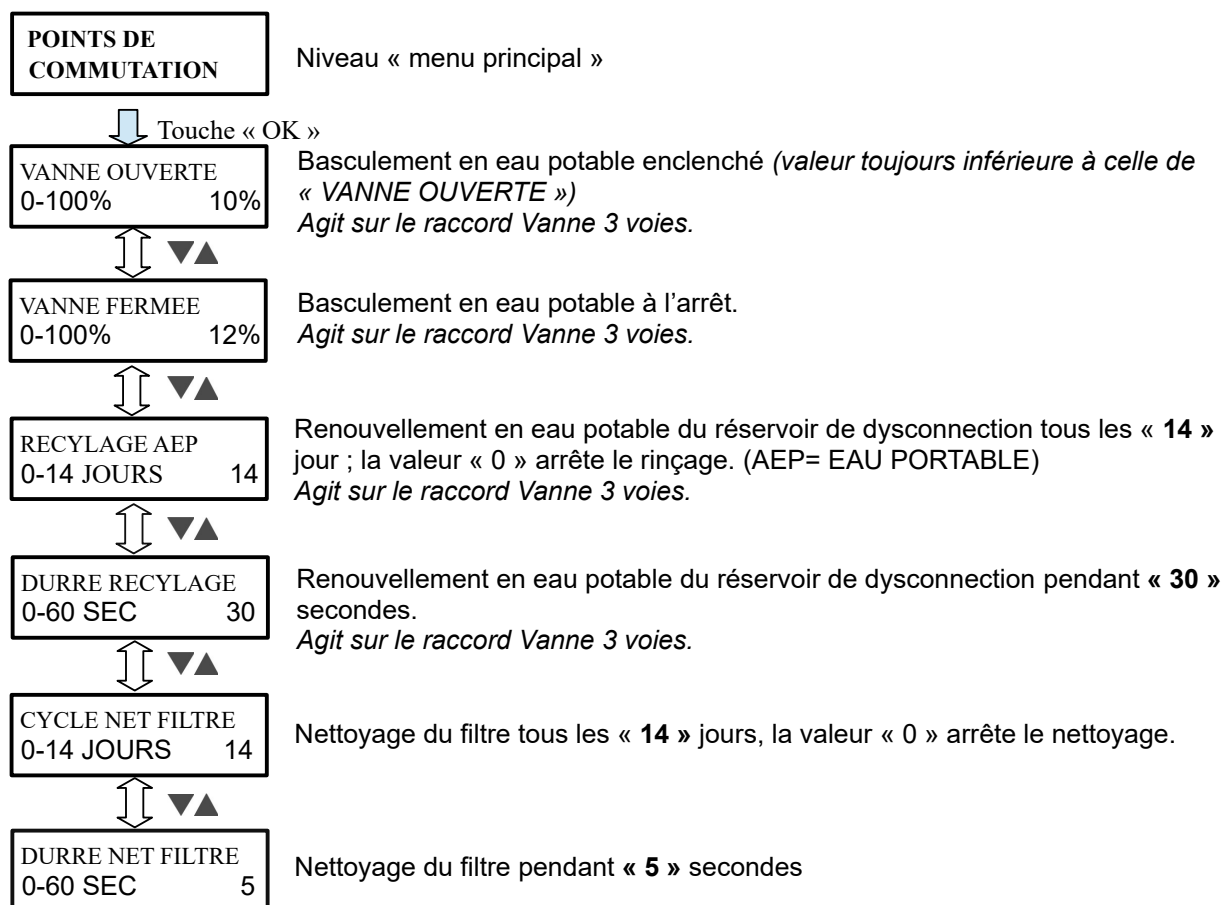 POINTS DE
COMMUTATION
Niveau « menu principal »
Touche « OK »
VANNE OUVERTE
0-100% 10%
Basculement en eau potable enclenché (valeur toujours inférieure à celle de
« VANNE OUVERTE »)
Agit sur le raccord Vanne 3 voies.
VANNE FERMEE
0-100% 12%
Basculement en eau potable à l'arrêt.
Agit sur le raccord Vanne 3 voies.
RECYLAGE AEP
0-14 JOURS 14
Renouvellement en eau potable du réservoir de dysconnection tous les « 14 »
jour ; la valeur « 0 » arrête le rinçage. (AEP= EAU PORTABLE)
Agit sur le raccord Vanne 3 voies.
DURRE RECYLAGE
0-60 SEC 30
Renouvellement en eau potable du réservoir de dysconnection pendant « 30 »
secondes.
Agit sur le raccord Vanne 3 voies.
CYCLE NET FILTRE
0-14 JOURS 14
Nettoyage du filtre tous les « 14 » jours, la valeur « 0 » arrête le nettoyage.
DURRE NET FILTRE
0-60 SEC 5
Nettoyage du filtre pendant « 5 » secondes